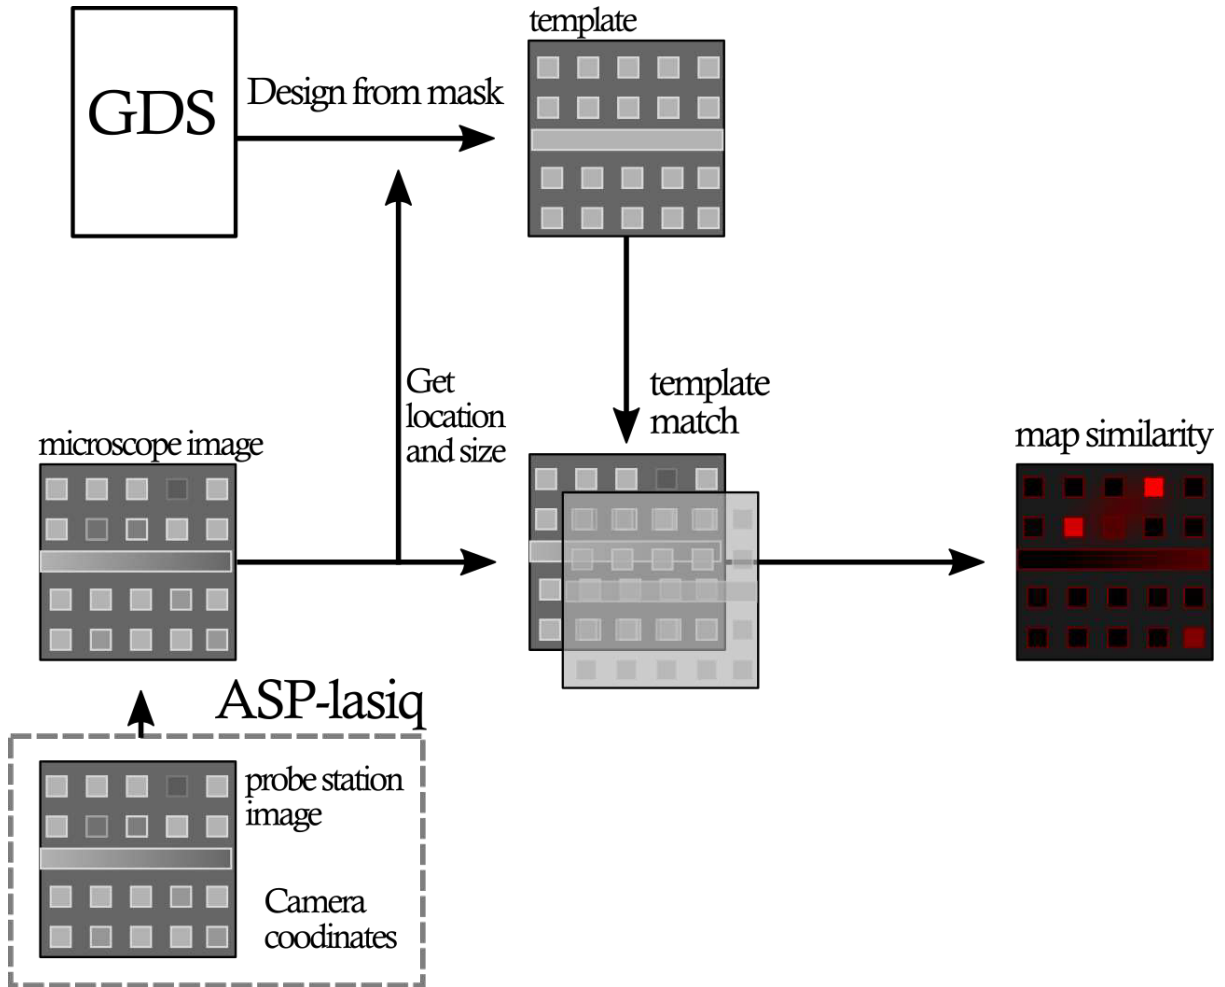 template
GDS
Design from mask
Get
location
and size
template
match
microscope image
map similarity
ASP-lasiq
probe station
image
Camera
coodinates